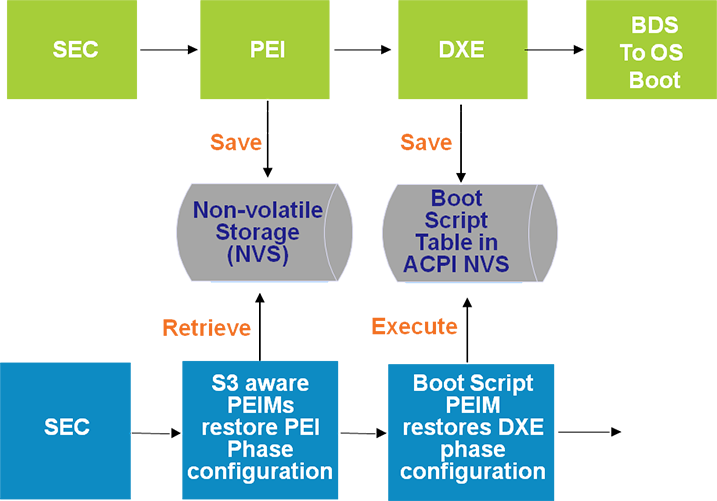 SEC
PEI
DXE
BDS
To OS
Boot
Save
Save
Non-volatile
Storage
(NVS)
Boot
Script
Table in
ACPI NVS
Retrieve
Execute
SEC
S3 aware
PEIMs
restore PEI
Phase
configuration
Boot Script
PEIM
restores DXE
phase
configuration